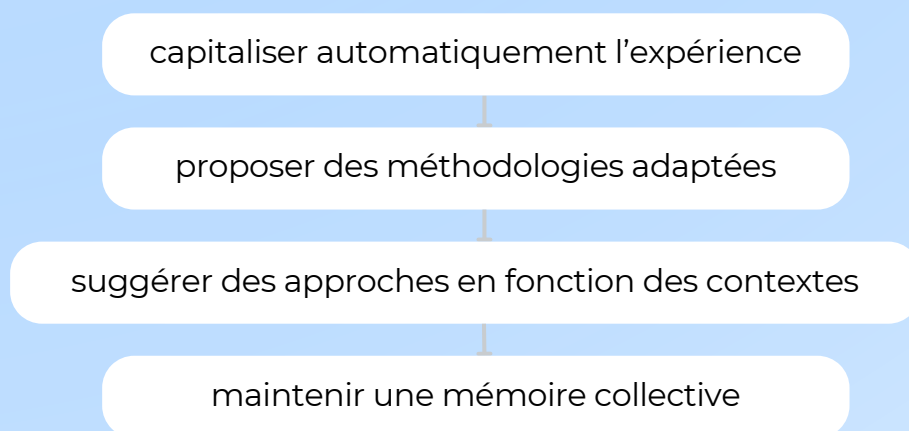 capitaliser automatiquement l’expérience
proposer des méthodologies adaptées
suggérer des approches en fonction des contextes
maintenir une mémoire collective